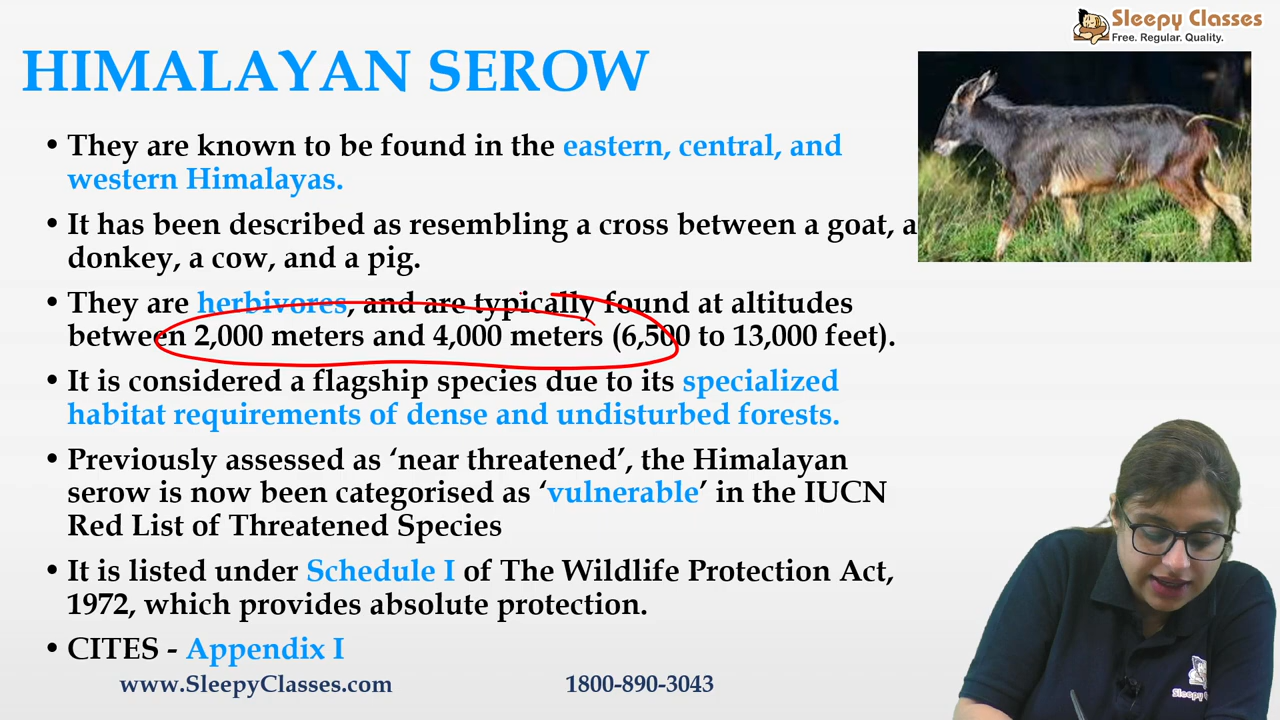 Sleepy Classes
Free. Regular. Quality.
HIMALAYAN SEROW
• They are known to be found in the eastern, central, and
western Himalayas.
• It has been described as resembling a cross between a goat, a
donkey, a cow, and a pig.
• They are herbivores, and are typically found at altitudes
between 2,000 meters and 4,000 meters (6,500 to 13,000 feet).
• It is considered a flagship species due to its specialized
habitat requirements of dense and undisturbed forests.
• Previously assessed as ‘near threatened’, the Himalayan
serow is now been categorised as ‘vulnerable’ in the IUCN
Red List of Threatened Species
• It is listed under Schedule I of The Wildlife Protection Act,
1972, which provides absolute protection.
• CITES - Appendix I
www.SleepyClasses.com
1800-890-3043
Sleepy